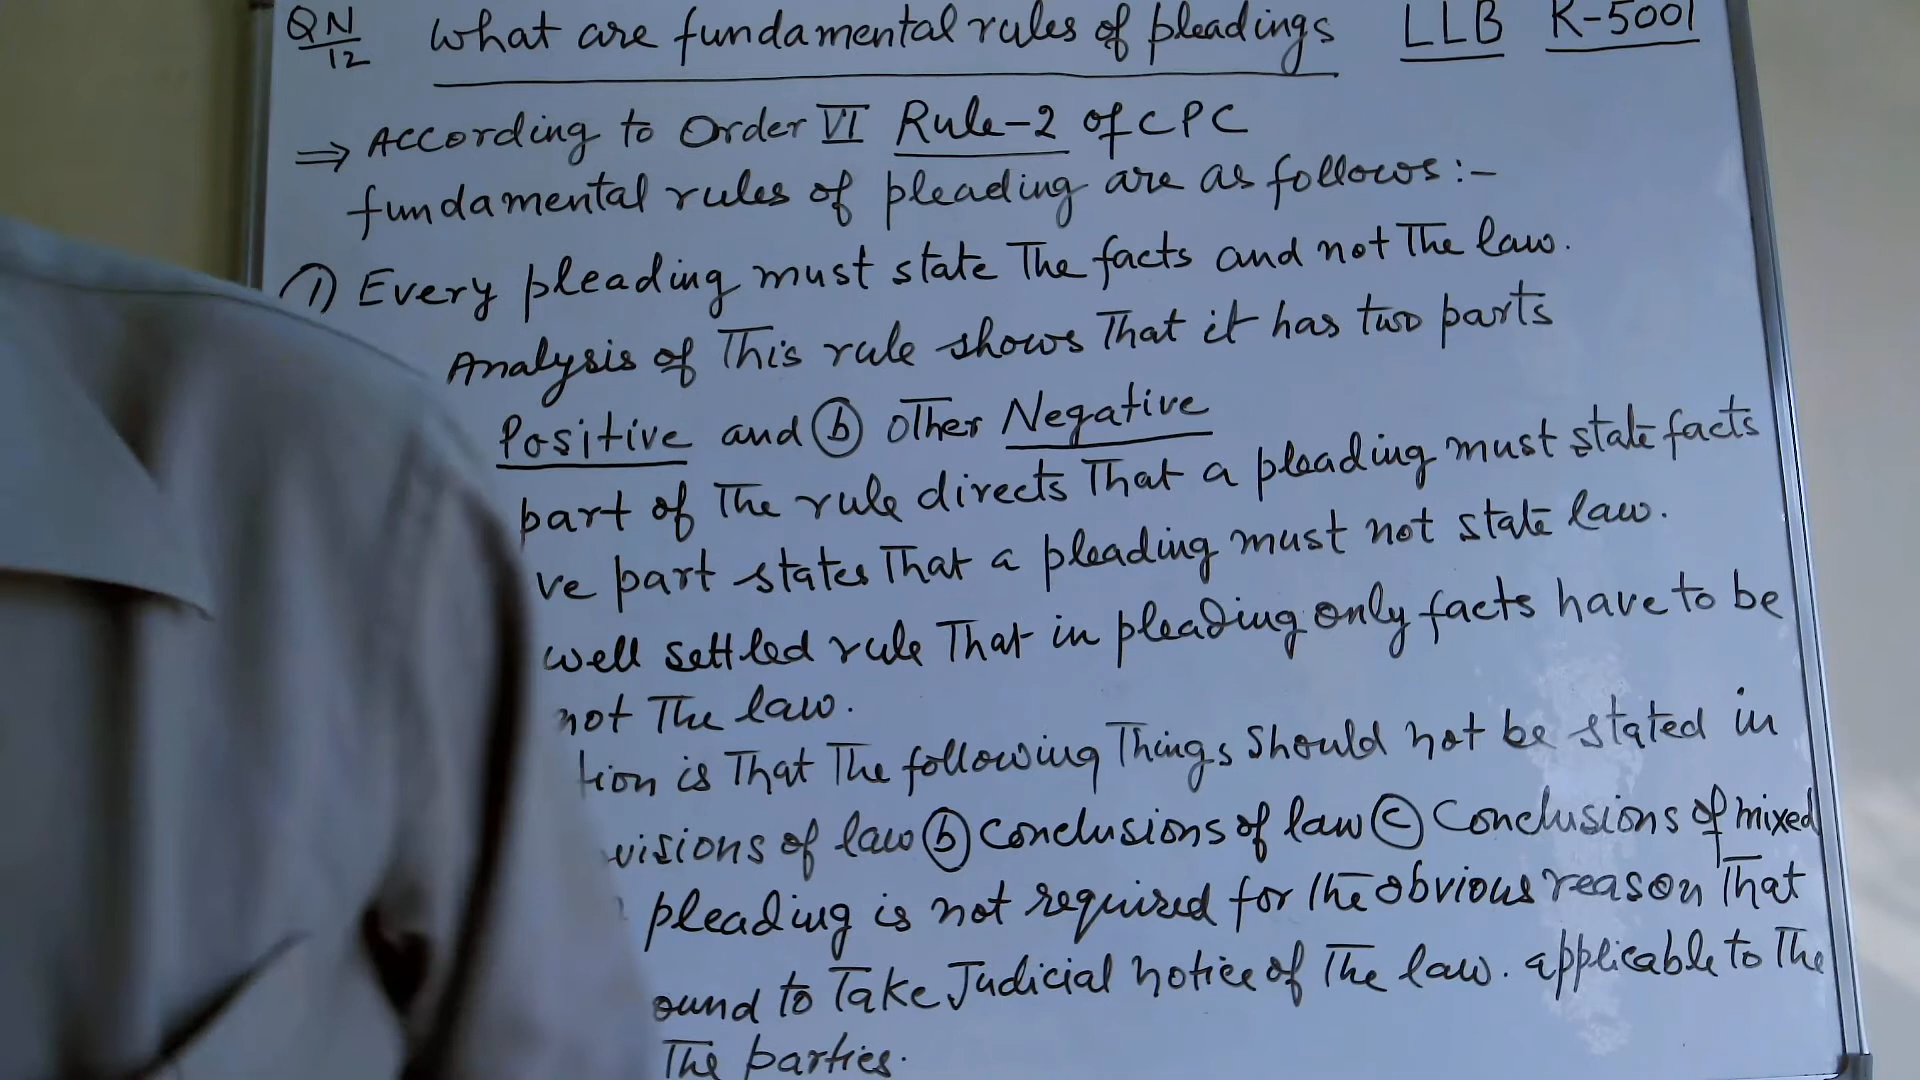 QN/12 What are fundamental rules of pleadings LLB K-5001
⇒ According to Order VI Rule-2 of CPC
fundamental rules of pleading are as follows:-
① Every pleading must state The facts and not The law.
Analysis of This rule shows That it has two parts
Positive and ⓑ other Negative
part of The rule directs That a pleading must state facts
ve part states That a pleading must not state law.
well settled rule That in pleading only facts have to be
not The law.
tion is That The following Things Should not be stated in
visions of law ⓑ Conclusions of law ⓒ Conclusions of mixed
pleading is not required for the obvious reason That
ound to Take Judicial notice of The law. applicable to The
The parties.